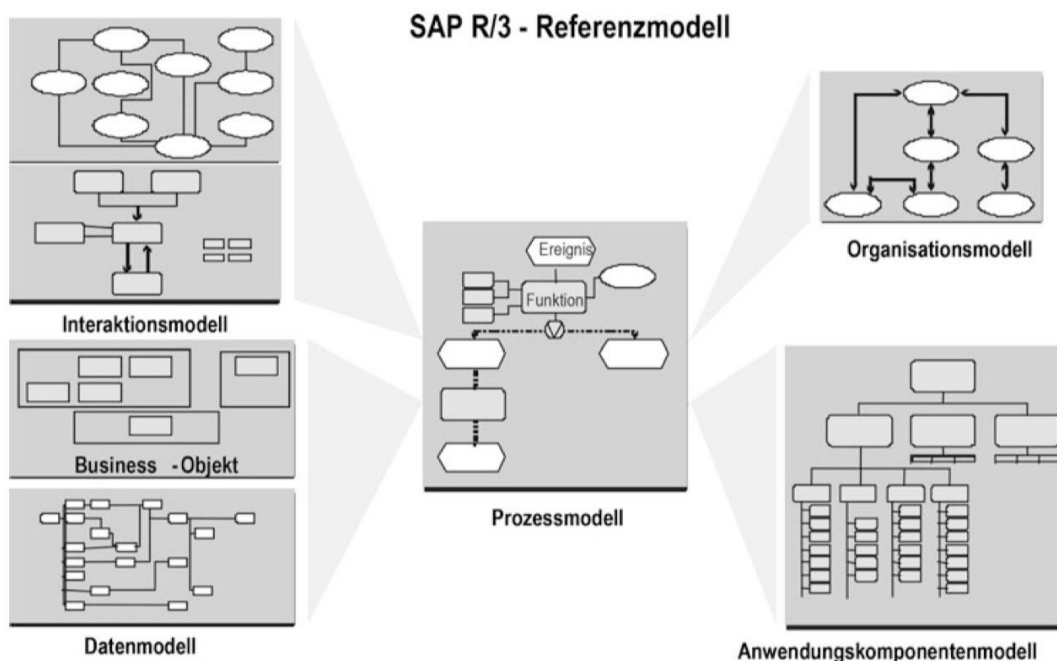 SAP R/3 - Referenzmodell
Interaktionsmodell
Business -Objekt
Datenmodell
Ereignis
Funktion
V
Prozessmodell
Organisationsmodell
Anwendungskomponentenmodell